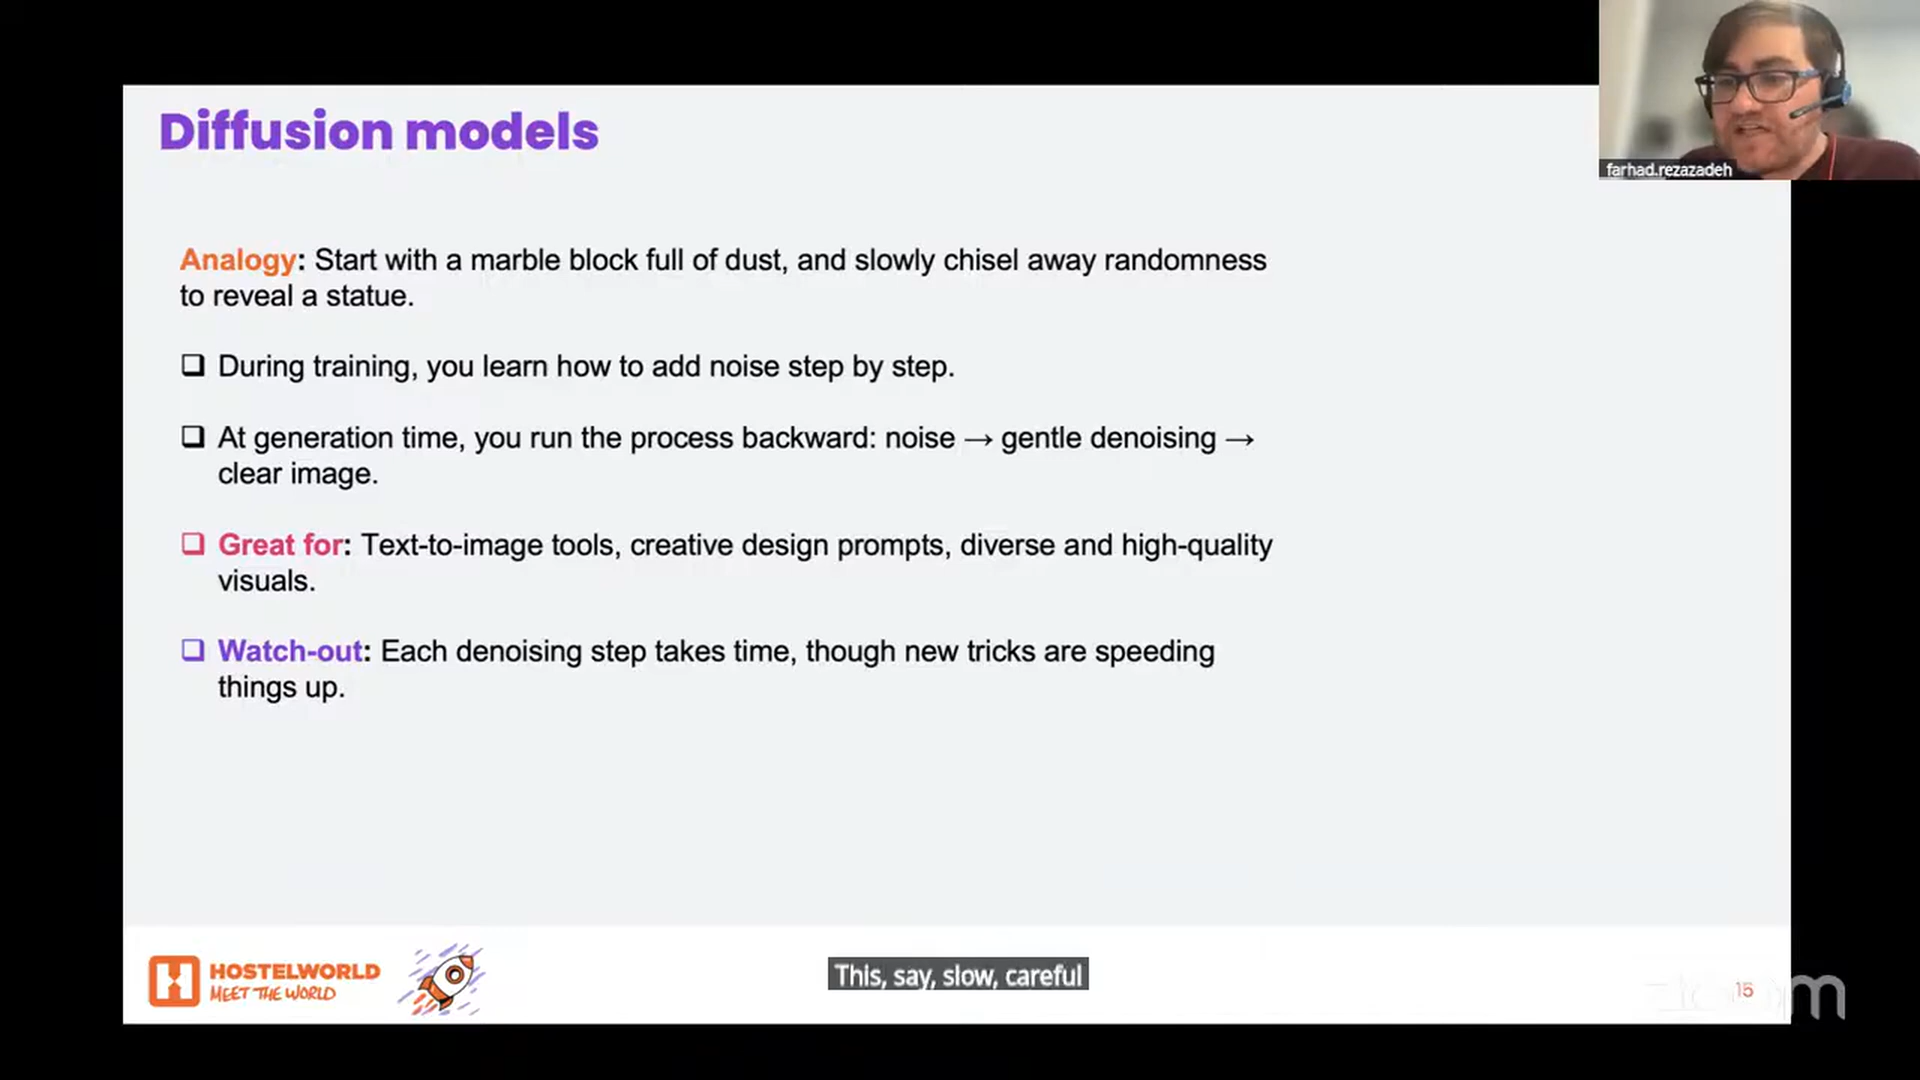 Diffusion models
farhad.rezazadeh
Analogy: Start with a marble block full of dust, and slowly chisel away randomness
to reveal a statue.
❑ During training, you learn how to add noise step by step.
❑ At generation time, you run the process backward: noise → gentle denoising →
clear image.
❑ Great for: Text-to-image tools, creative design prompts, diverse and high-quality
visuals.
❑ Watch-out: Each denoising step takes time, though new tricks are speeding
things up.
HOSTELWORLD
MEET THE WORLD
This, say, slow, careful
15
zoom